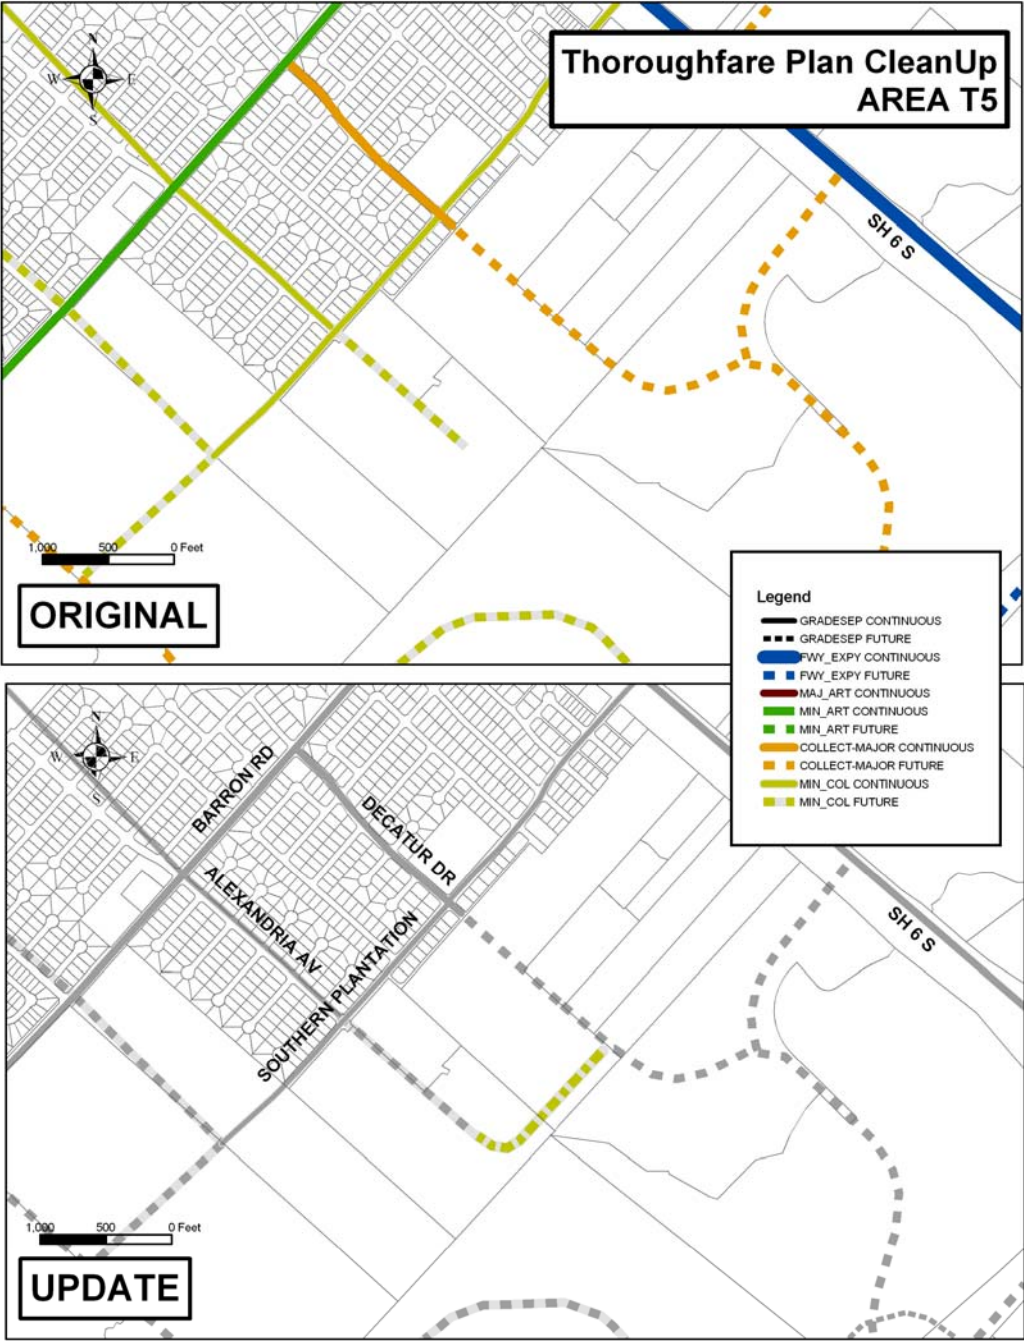 Thoroughfare Plan CleanUp
AREA T5
N
W E
S
SH 6 S
1,000 500 0 Feet
ORIGINAL
Legend
GRADESEP CONTINUOUS
GRADESEP FUTURE
FWY_EXPY CONTINUOUS
FWY_EXPY FUTURE
MAJ_ART CONTINUOUS
MIN_ART CONTINUOUS
MIN_ART FUTURE
COLLECT-MAJOR CONTINUOUS
COLLECT-MAJOR FUTURE
MIN_COL CONTINUOUS
MIN_COL FUTURE
N
W E
S
BARRON RD
DECATUR DR
ALEXANDRIA AV
SOUTHERN PLANTATION
SH 6 S
1,000 500 0 Feet
UPDATE